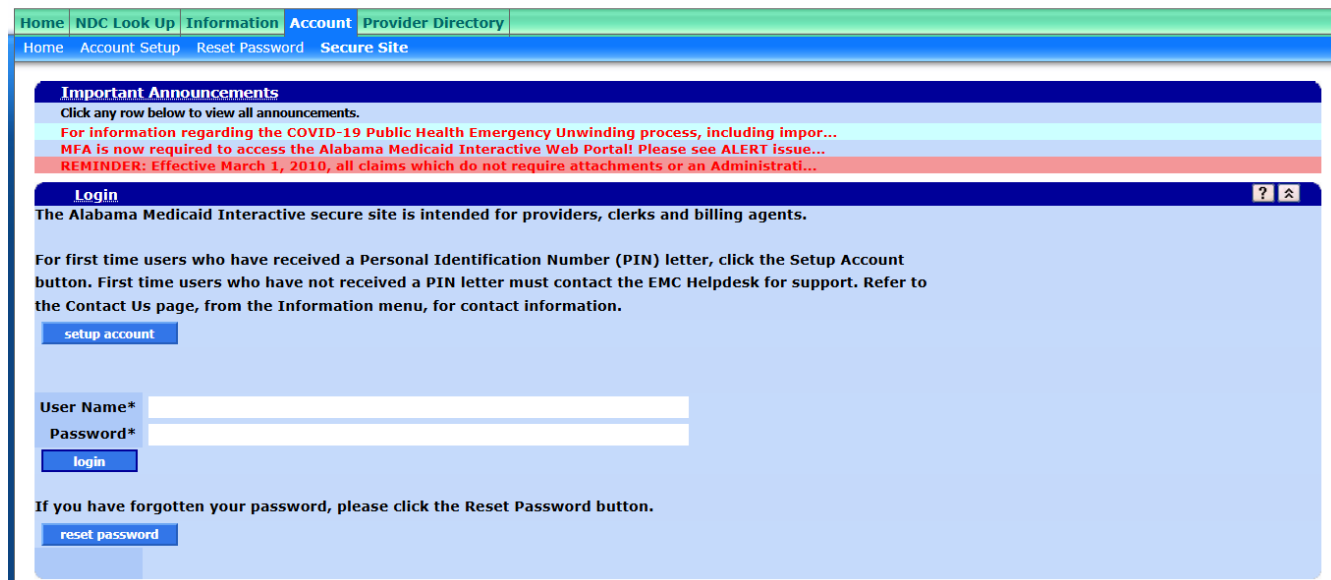 Home NDC Look Up Information Account Provider Directory
Home Account Setup Reset Password Secure Site
Important Announcements
Click any row below to view all announcements.
For information regarding the COVID-19 Public Health Emergency Unwinding process, including impor...
MFA is now required to access the Alabama Medicaid Interactive Web Portal! Please see ALERT issue...
REMINDER: Effective March 1, 2010, all claims which do not require attachments or an Administrati...
Login ?
The Alabama Medicaid Interactive secure site is intended for providers, clerks and billing agents.
For first time users who have received a Personal Identification Number (PIN) letter, click the Setup Account
button. First time users who have not received a PIN letter must contact the EMC Helpdesk for support. Refer to
the Contact Us page, from the Information menu, for contact information.
setup account
User Name*
Password*
login
If you have forgotten your password, please click the Reset Password button.
reset password